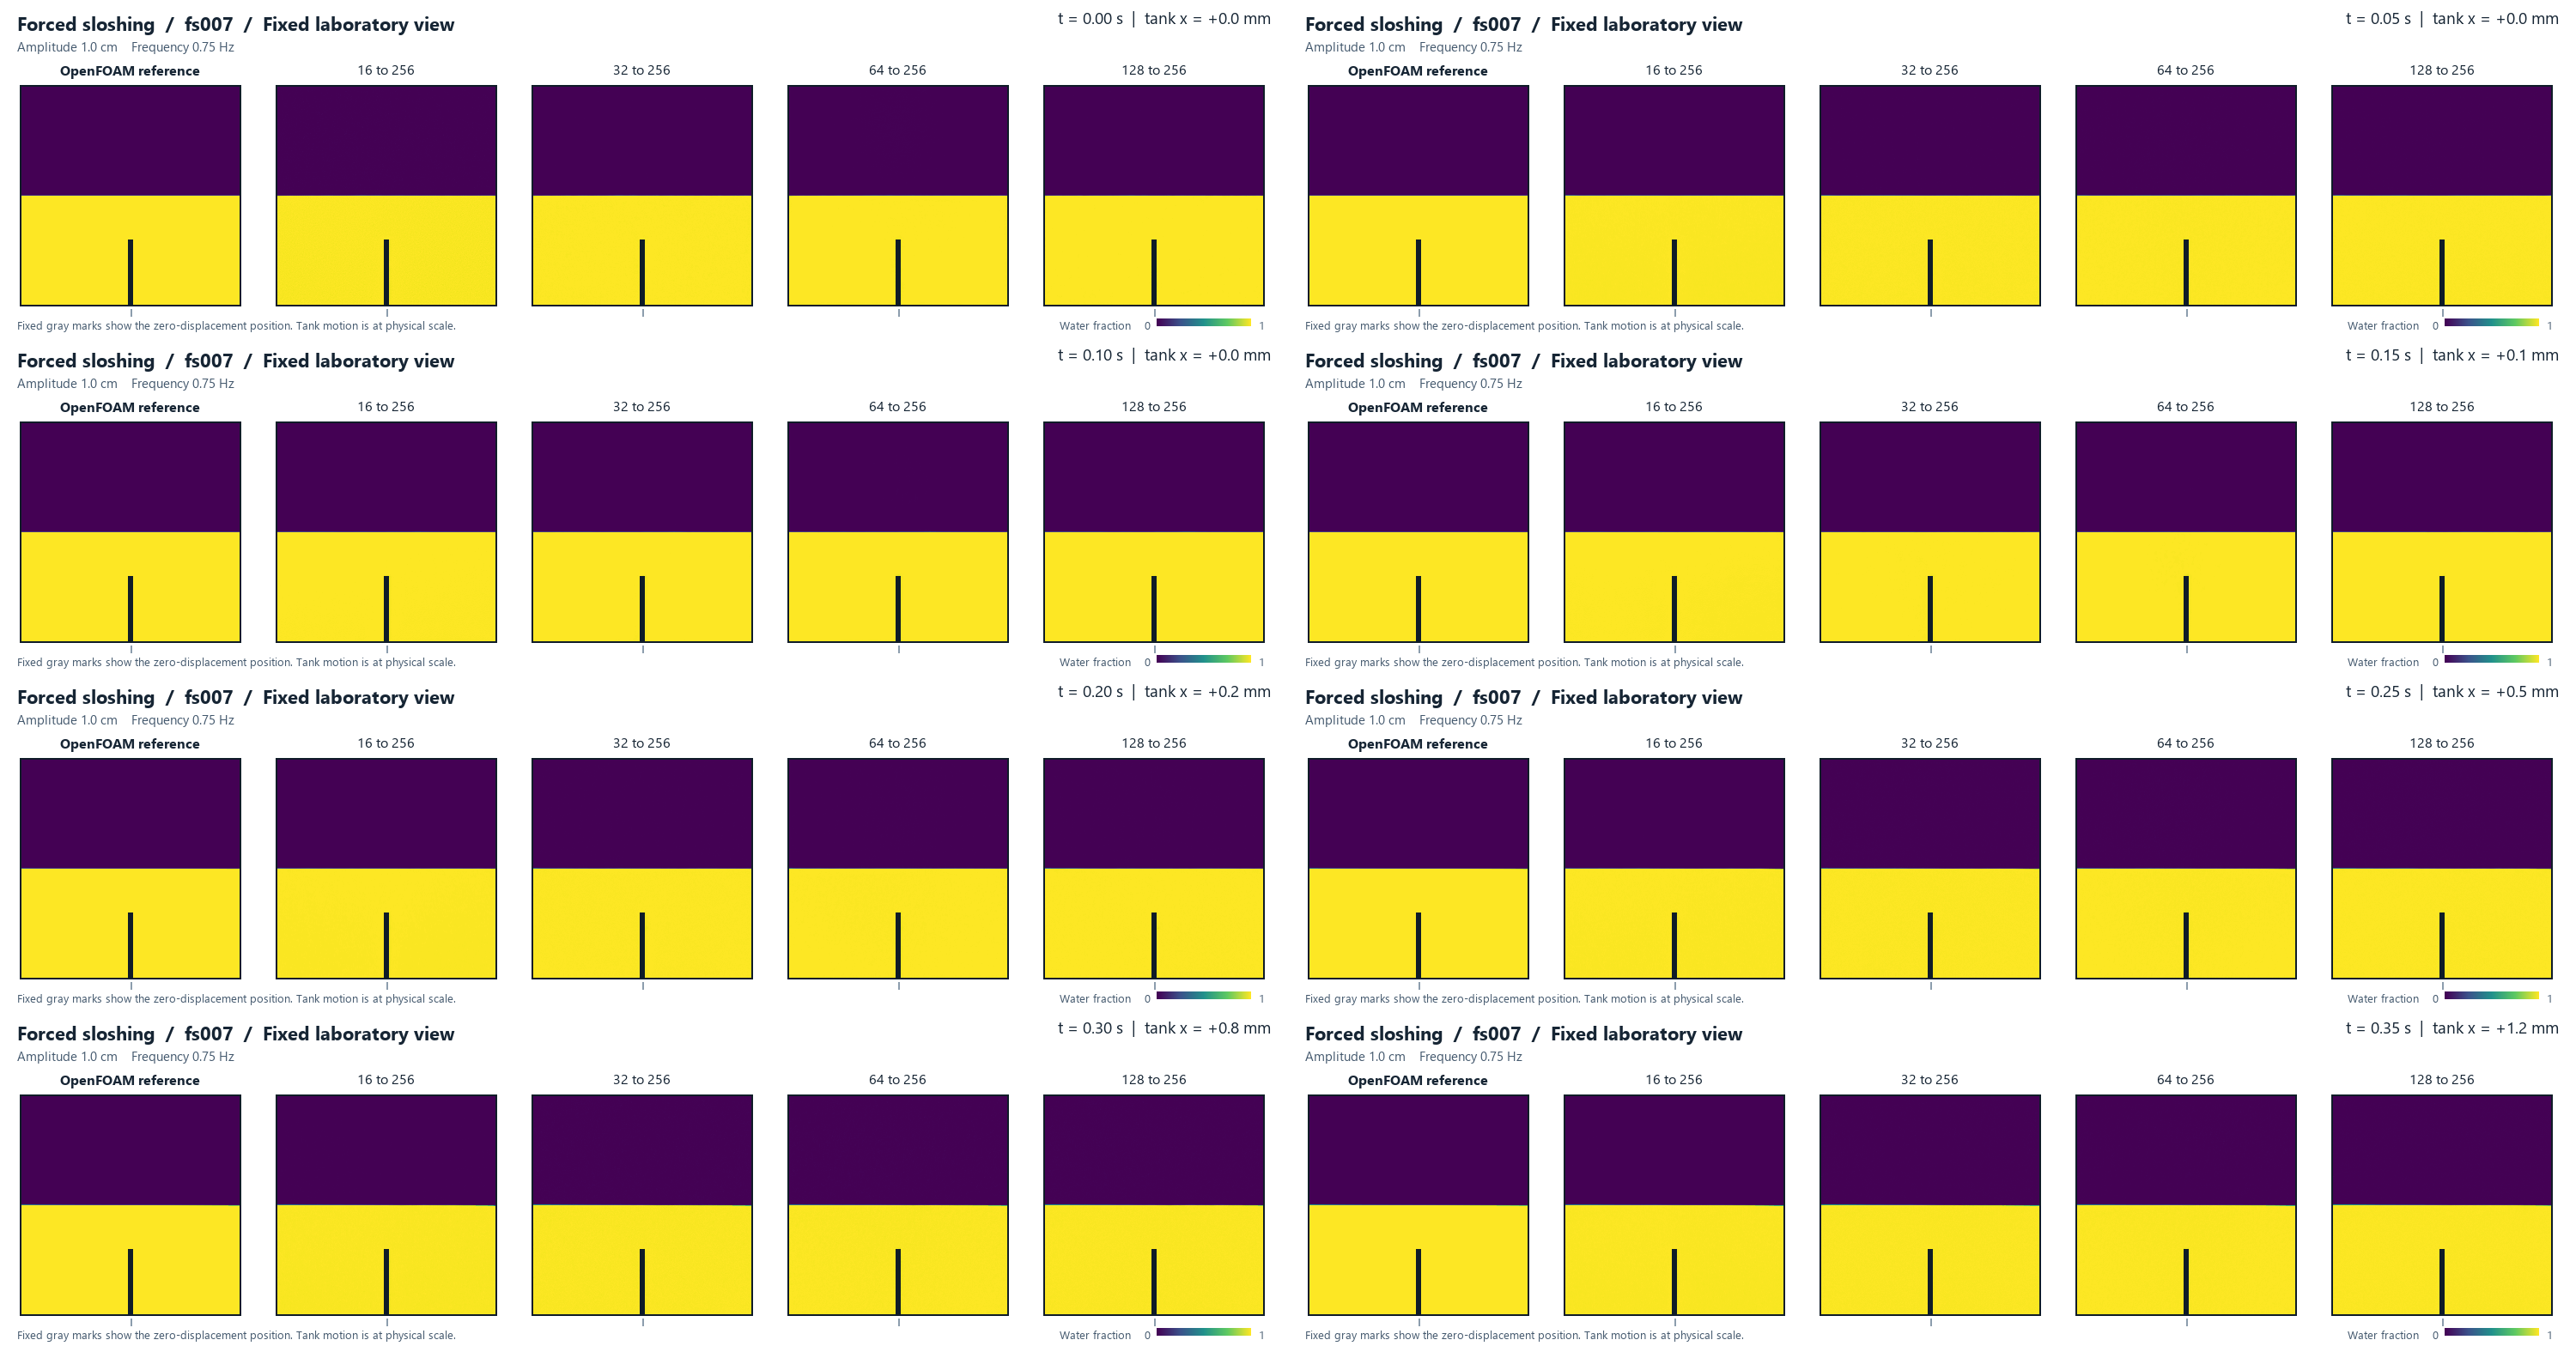 Forced sloshing / fs007 / Fixed laboratory view
t = 0.00 s | tank x = +0.0 mm
Amplitude 1.0 cm Frequency 0.75 Hz
OpenFOAM reference 16 to 256 32 to 256 64 to 256 128 to 256
Fixed gray marks show the zero-displacement position. Tank motion is at physical scale.
Water fraction 0 1
Forced sloshing / fs007 / Fixed laboratory view
t = 0.05 s | tank x = +0.0 mm
Amplitude 1.0 cm Frequency 0.75 Hz
OpenFOAM reference 16 to 256 32 to 256 64 to 256 128 to 256
Fixed gray marks show the zero-displacement position. Tank motion is at physical scale.
Water fraction 0 1
Forced sloshing / fs007 / Fixed laboratory view
t = 0.10 s | tank x = +0.0 mm
Amplitude 1.0 cm Frequency 0.75 Hz
OpenFOAM reference 16 to 256 32 to 256 64 to 256 128 to 256
Fixed gray marks show the zero-displacement position. Tank motion is at physical scale.
Water fraction 0 1
Forced sloshing / fs007 / Fixed laboratory view
t = 0.15 s | tank x = +0.1 mm
Amplitude 1.0 cm Frequency 0.75 Hz
OpenFOAM reference 16 to 256 32 to 256 64 to 256 128 to 256
Fixed gray marks show the zero-displacement position. Tank motion is at physical scale.
Water fraction 0 1
Forced sloshing / fs007 / Fixed laboratory view
t = 0.20 s | tank x = +0.2 mm
Amplitude 1.0 cm Frequency 0.75 Hz
OpenFOAM reference 16 to 256 32 to 256 64 to 256 128 to 256
Fixed gray marks show the zero-displacement position. Tank motion is at physical scale.
Water fraction 0 1
Forced sloshing / fs007 / Fixed laboratory view
t = 0.25 s | tank x = +0.5 mm
Amplitude 1.0 cm Frequency 0.75 Hz
OpenFOAM reference 16 to 256 32 to 256 64 to 256 128 to 256
Fixed gray marks show the zero-displacement position. Tank motion is at physical scale.
Water fraction 0 1
Forced sloshing / fs007 / Fixed laboratory view
t = 0.30 s | tank x = +0.8 mm
Amplitude 1.0 cm Frequency 0.75 Hz
OpenFOAM reference 16 to 256 32 to 256 64 to 256 128 to 256
Fixed gray marks show the zero-displacement position. Tank motion is at physical scale.
Water fraction 0 1
Forced sloshing / fs007 / Fixed laboratory view
t = 0.35 s | tank x = +1.2 mm
Amplitude 1.0 cm Frequency 0.75 Hz
OpenFOAM reference 16 to 256 32 to 256 64 to 256 128 to 256
Fixed gray marks show the zero-displacement position. Tank motion is at physical scale.
Water fraction 0 1